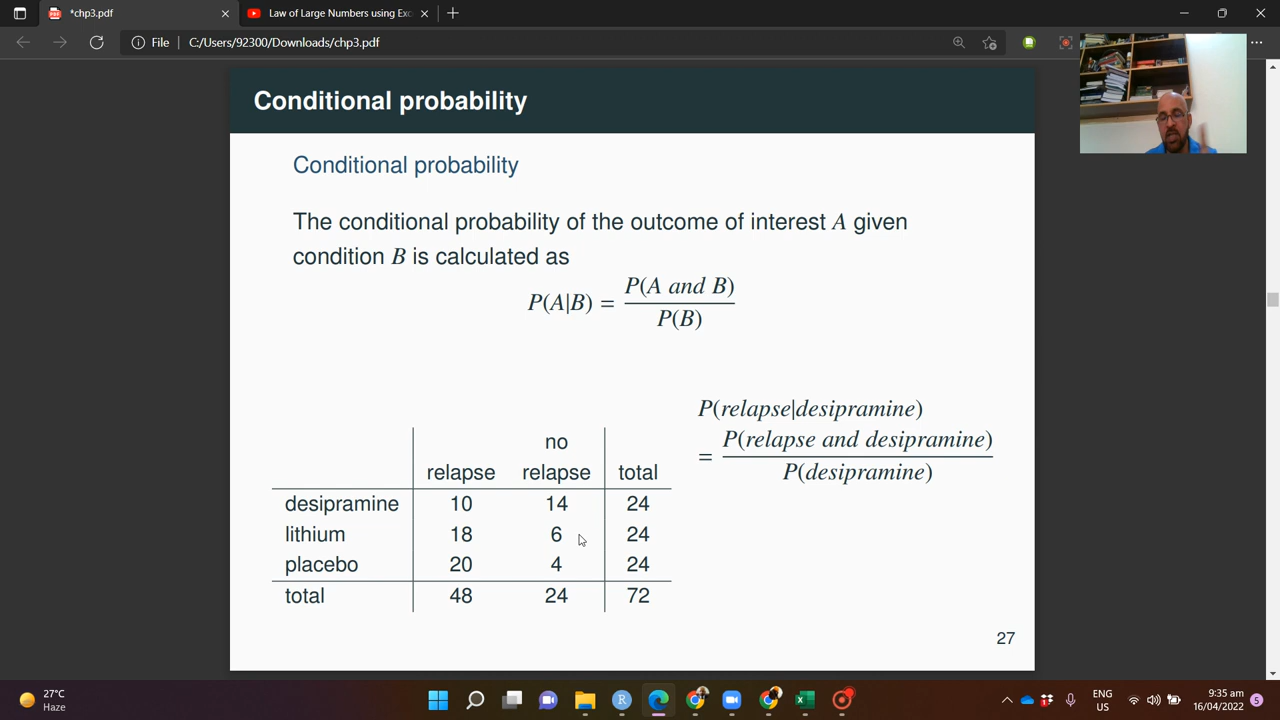 *chp3.pdf
Law of Large Numbers using Exc
File
C:/Users/92300/Downloads/chp3.pdf
Conditional probability
Conditional probability
The conditional probability of the outcome of interest A given
condition B is calculated as
P(A|B) = P(A and B) / P(B)
P(relapse|desipramine)
= P(relapse and desipramine) / P(desipramine)
no
relapse relapse total
desipramine 10 14 24
lithium 18 6 24
placebo 20 4 24
total 48 24 72
27
27°C
Haze
ENG
US
9:35 am
16/04/2022
5